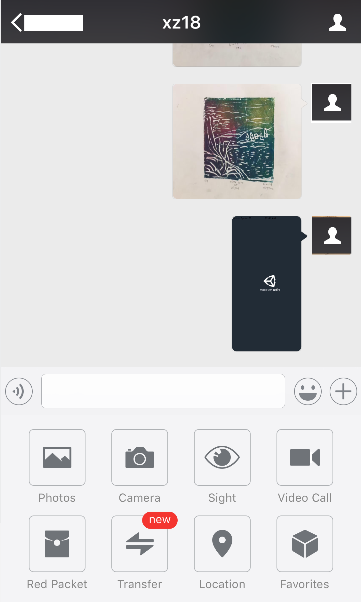 xz18
Photos
Camera
Sight
Video Call
new
Red Packet
Transfer
Location
Favorites